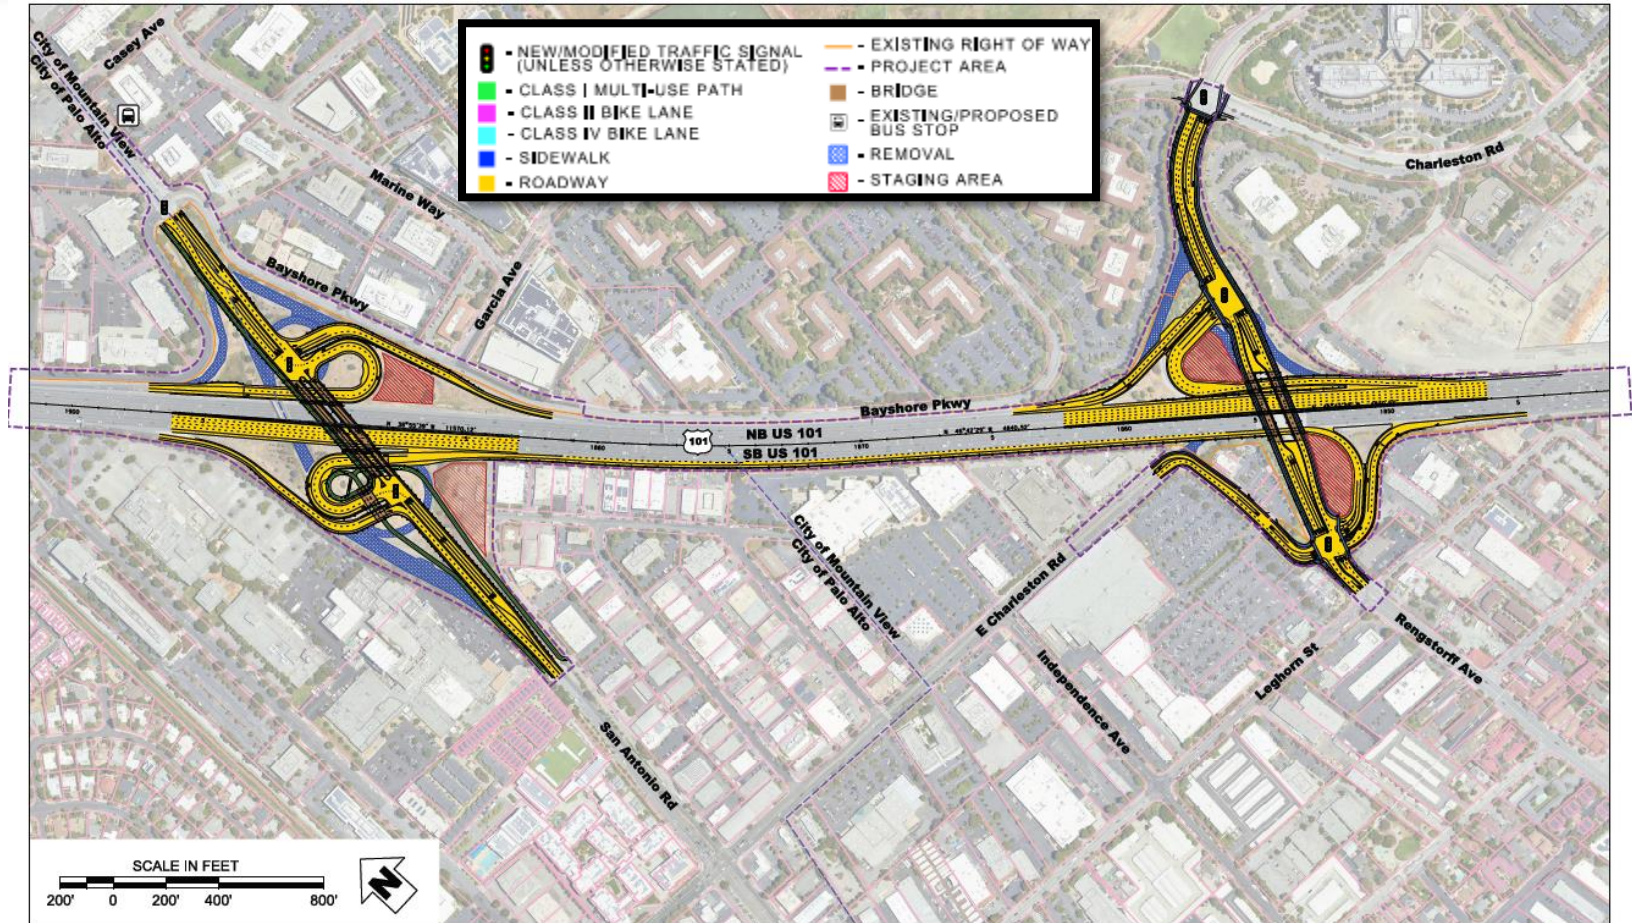 - NEW/MODIFIED TRAFFIC SIGNAL
(UNLESS OTHERWISE STATED)
- CLASS I MULTI-USE PATH
- CLASS II BIKE LANE
- CLASS IV BIKE LANE
- SIDEWALK
- ROADWAY
- EXISTING RIGHT OF WAY
- PROJECT AREA
- BRIDGE
- EXISTING/PROPOSED
BUS STOP
- REMOVAL
- STAGING AREA
City of Mountain View
City of Palo Alto
Casey Ave
Marine Way
Bayshore Pkwy
Garcia Ave
Charleston Rd
Bayshore Pkwy
101
NB US 101
SB US 101
City of Mountain View
City of Palo Alto
E Charleston Rd
Independence Ave
Leghorn St
Rengstorff Ave
San Antonio Rd
SCALE IN FEET
200' 0 200' 400' 800'
N